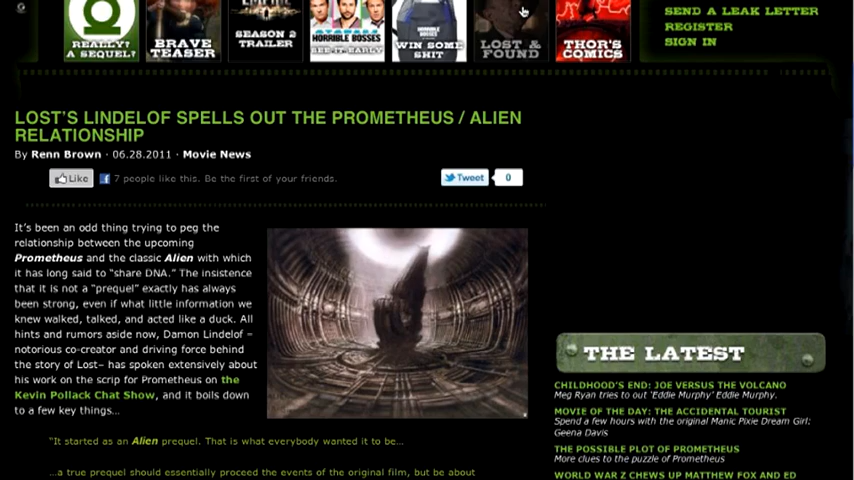 REALLY?
A SEQUEL?
BRAVE
TEASER
SEASON 2
TRAILER
HORRIBLE BOSSES
SEE-IT-EARLY
WIN SOME
SHIT
LOST &
FOUND
THOR'S
COMICS
SEND A LEAK LETTER
REGISTER
SIGN IN
LOST'S LINDELOF SPELLS OUT THE PROMETHEUS / ALIEN
RELATIONSHIP
By Renn Brown · 06.28.2011 · Movie News
Like
7 people like this. Be the first of your friends.
Tweet
0
It's been an odd thing trying to peg the
relationship between the upcoming
Prometheus and the classic Alien with which
it has long said to "share DNA." The insistence
that it is not a "prequel" exactly has always
been strong, even if what little information we
knew walked, talked, and acted like a duck. All
hints and rumors aside now, Damon Lindelof –
notorious co-creator and driving force behind
the story of Lost– has spoken extensively about
his work on the scrip for Prometheus on the
Kevin Pollack Chat Show, and it boils down
to a few key things...
"It started as an Alien prequel. That is what everybody wanted it to be...
...a true prequel should essentially proceed the events of the original film, but be about
THE LATEST
CHILDHOOD'S END: JOE VERSUS THE VOLCANO
Meg Ryan tries to out 'Eddie Murphy' Eddie Murphy.
MOVIE OF THE DAY: THE ACCIDENTAL TOURIST
Spend a few hours with the original Manic Pixie Dream Girl:
Geena Davis
THE POSSIBLE PLOT OF PROMETHEUS
More clues to the puzzle of Prometheus
WORLD WAR Z CHEWS UP MATTHEW FOX AND ED